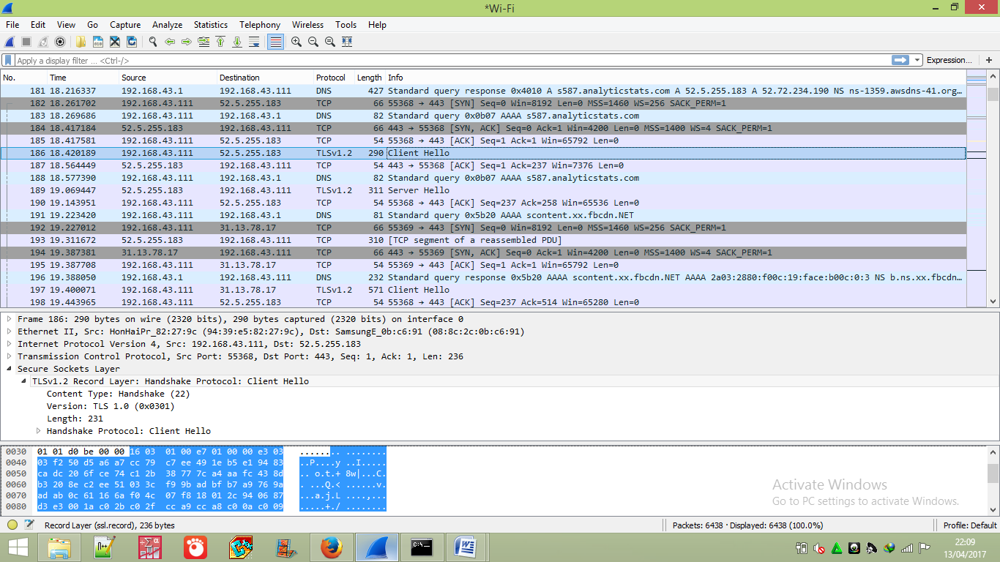 *Wi-Fi
File Edit View Go Capture Analyze Statistics Telephony Wireless Tools Help
Apply a display filter ... <Ctrl-/> Expression... +
No. Time Source Destination Protocol Length Info
181 18.216337 192.168.43.1 192.168.43.111 DNS 427 Standard query response 0x4010 A s587.analyticstats.com A 52.5.255.183 A 52.72.234.190 NS ns-1359.awsdns-41.org...
182 18.261702 192.168.43.111 52.5.255.183 TCP 66 55368 → 443 [SYN] Seq=0 Win=8192 Len=0 MSS=1460 WS=256 SACK_PERM=1
183 18.269686 192.168.43.111 192.168.43.1 DNS 82 Standard query 0x0b07 AAAA s587.analyticstats.com
184 18.417184 52.5.255.183 192.168.43.111 TCP 66 443 → 55368 [SYN, ACK] Seq=0 Ack=1 Win=4200 Len=0 MSS=1400 WS=4 SACK_PERM=1
185 18.417581 192.168.43.111 52.5.255.183 TCP 54 55368 → 443 [ACK] Seq=1 Ack=1 Win=65792 Len=0
186 18.420189 192.168.43.111 52.5.255.183 TLSv1.2 290 Client Hello
187 18.564449 52.5.255.183 192.168.43.111 TCP 54 443 → 55368 [ACK] Seq=1 Ack=237 Win=7376 Len=0
188 18.577390 192.168.43.111 192.168.43.1 DNS 82 Standard query 0x0b07 AAAA s587.analyticstats.com
189 19.069447 52.5.255.183 192.168.43.111 TLSv1.2 311 Server Hello
190 19.143951 192.168.43.111 52.5.255.183 TCP 54 55368 → 443 [ACK] Seq=237 Ack=258 Win=65536 Len=0
191 19.223420 192.168.43.111 192.168.43.1 DNS 81 Standard query 0x5b20 AAAA scontent.xx.fbcdn.NET
192 19.227012 192.168.43.111 31.13.78.17 TCP 66 55369 → 443 [SYN] Seq=0 Win=8192 Len=0 MSS=1460 WS=256 SACK_PERM=1
193 19.311672 52.5.255.183 192.168.43.111 TCP 310 [TCP segment of a reassembled PDU]
194 19.387381 31.13.78.17 192.168.43.111 TCP 66 443 → 55369 [SYN, ACK] Seq=0 Ack=1 Win=4200 Len=0 MSS=1400 WS=4 SACK_PERM=1
195 19.387708 192.168.43.111 31.13.78.17 TCP 54 55369 → 443 [ACK] Seq=1 Ack=1 Win=65792 Len=0
196 19.388050 192.168.43.1 192.168.43.111 DNS 232 Standard query response 0x5b20 AAAA scontent.xx.fbcdn.NET AAAA 2a03:2880:f00c:19:face:b00c:0:3 NS b.ns.xx.fbcdn...
197 19.400071 192.168.43.111 31.13.78.17 TLSv1.2 571 Client Hello
198 19.443965 192.168.43.111 52.5.255.183 TCP 54 55368 → 443 [ACK] Seq=237 Ack=514 Win=65280 Len=0
Frame 186: 290 bytes on wire (2320 bits), 290 bytes captured (2320 bits) on interface 0
Ethernet II, Src: HonHaiPr_82:27:9c (94:39:e5:82:27:9c), Dst: SamsungE_0b:c6:91 (08:8c:2c:0b:c6:91)
Internet Protocol Version 4, Src: 192.168.43.111, Dst: 52.5.255.183
Transmission Control Protocol, Src Port: 55368, Dst Port: 443, Seq: 1, Ack: 1, Len: 236
Secure Sockets Layer
TLSv1.2 Record Layer: Handshake Protocol: Client Hello
Content Type: Handshake (22)
Version: TLS 1.0 (0x0301)
Length: 231
Handshake Protocol: Client Hello
0030 01 01 d0 be 00 00 16 03 01 00 e7 01 00 00 e3 03 ........ ........
0040 03 f2 50 d5 a6 a7 cc 79 c7 ee 49 1e b5 e1 94 83 ..P....y ..I.....
0050 ca dc 20 6f ce 74 c1 2b 38 77 7c a4 aa fc 43 8d .. o.t.+ 8w|...C.
0060 b3 20 8e c2 ee 51 03 3c f9 9b ad bf b7 a9 76 9a . ...Q.< ......v.
0070 ad ab 0c 61 16 6a f0 4c 07 f8 18 01 2c 94 06 87 ...a.j.L ....,...
0080 d3 e3 00 1a c0 2b c0 2f cc a9 cc a8 c0 0a c0 09 .....+./ ........
Activate Windows
Go to PC settings to activate Windows.
Record Layer (ssl.record), 236 bytes Packets: 6438 · Displayed: 6438 (100.0%) Profile: Default
22:09
13/04/2017